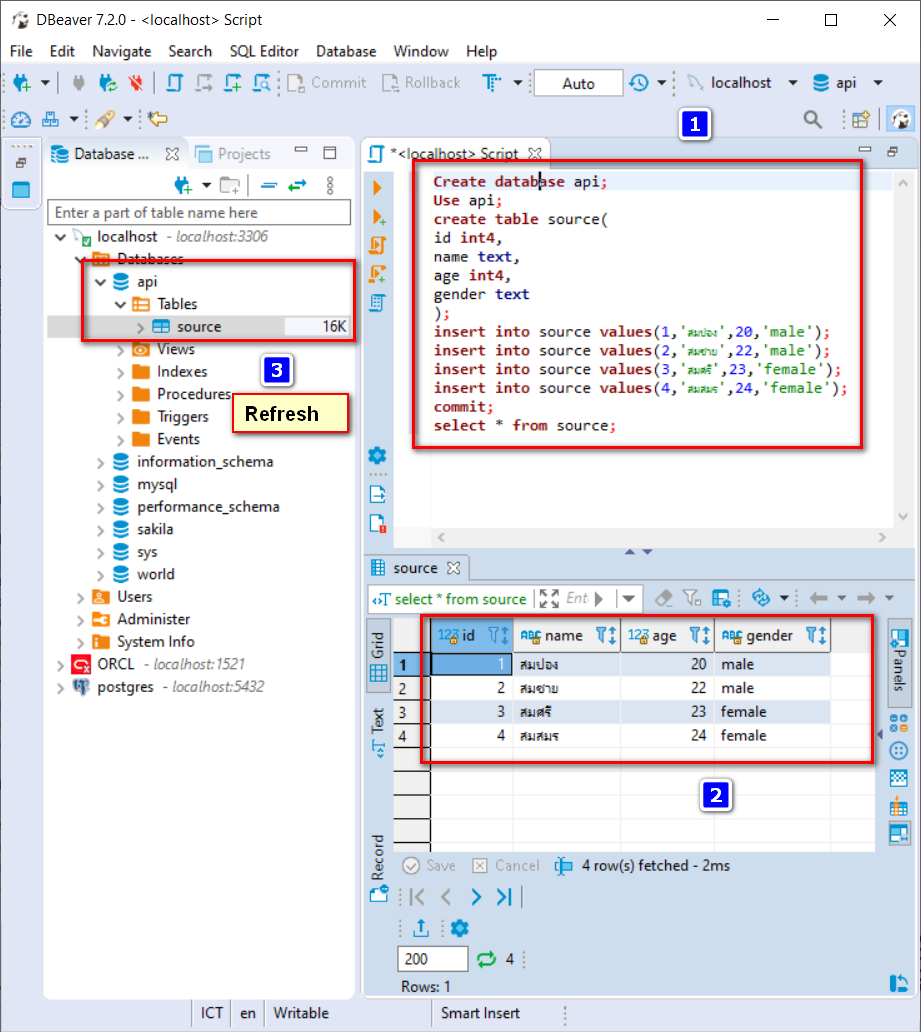 DBeaver 7.2.0 - <localhost> Script
File Edit Navigate Search SQL Editor Database Window Help
Commit Rollback Auto localhost api
1
Database ... Projects
Enter a part of table name here
localhost - localhost:3306
Databases
api
Tables
source 16K
Views
Indexes
Procedures
Triggers
Events
information_schema
mysql
performance_schema
sakila
sys
world
Users
Administer
System Info
ORCL - localhost:1521
postgres - localhost:5432
3
Refresh
*<localhost> Script
Create database api;
Use api;
create table source(
id int4,
name text,
age int4,
gender text
);
insert into source values(1,'สมปอง',20,'male');
insert into source values(2,'สมชาย',22,'male');
insert into source values(3,'สมศรี',23,'female');
insert into source values(4,'สมสมร',24,'female');
commit;
select * from source;
source
select * from source Ent
Grid
Text
Record
Panels
123 id ABC name 123 age ABC gender
1 1 สมปอง 20 male
2 2 สมชาย 22 male
3 3 สมศรี 23 female
4 4 สมสมร 24 female
2
Save Cancel 4 row(s) fetched - 2ms
200 4
Rows: 1
ICT en Writable Smart Insert